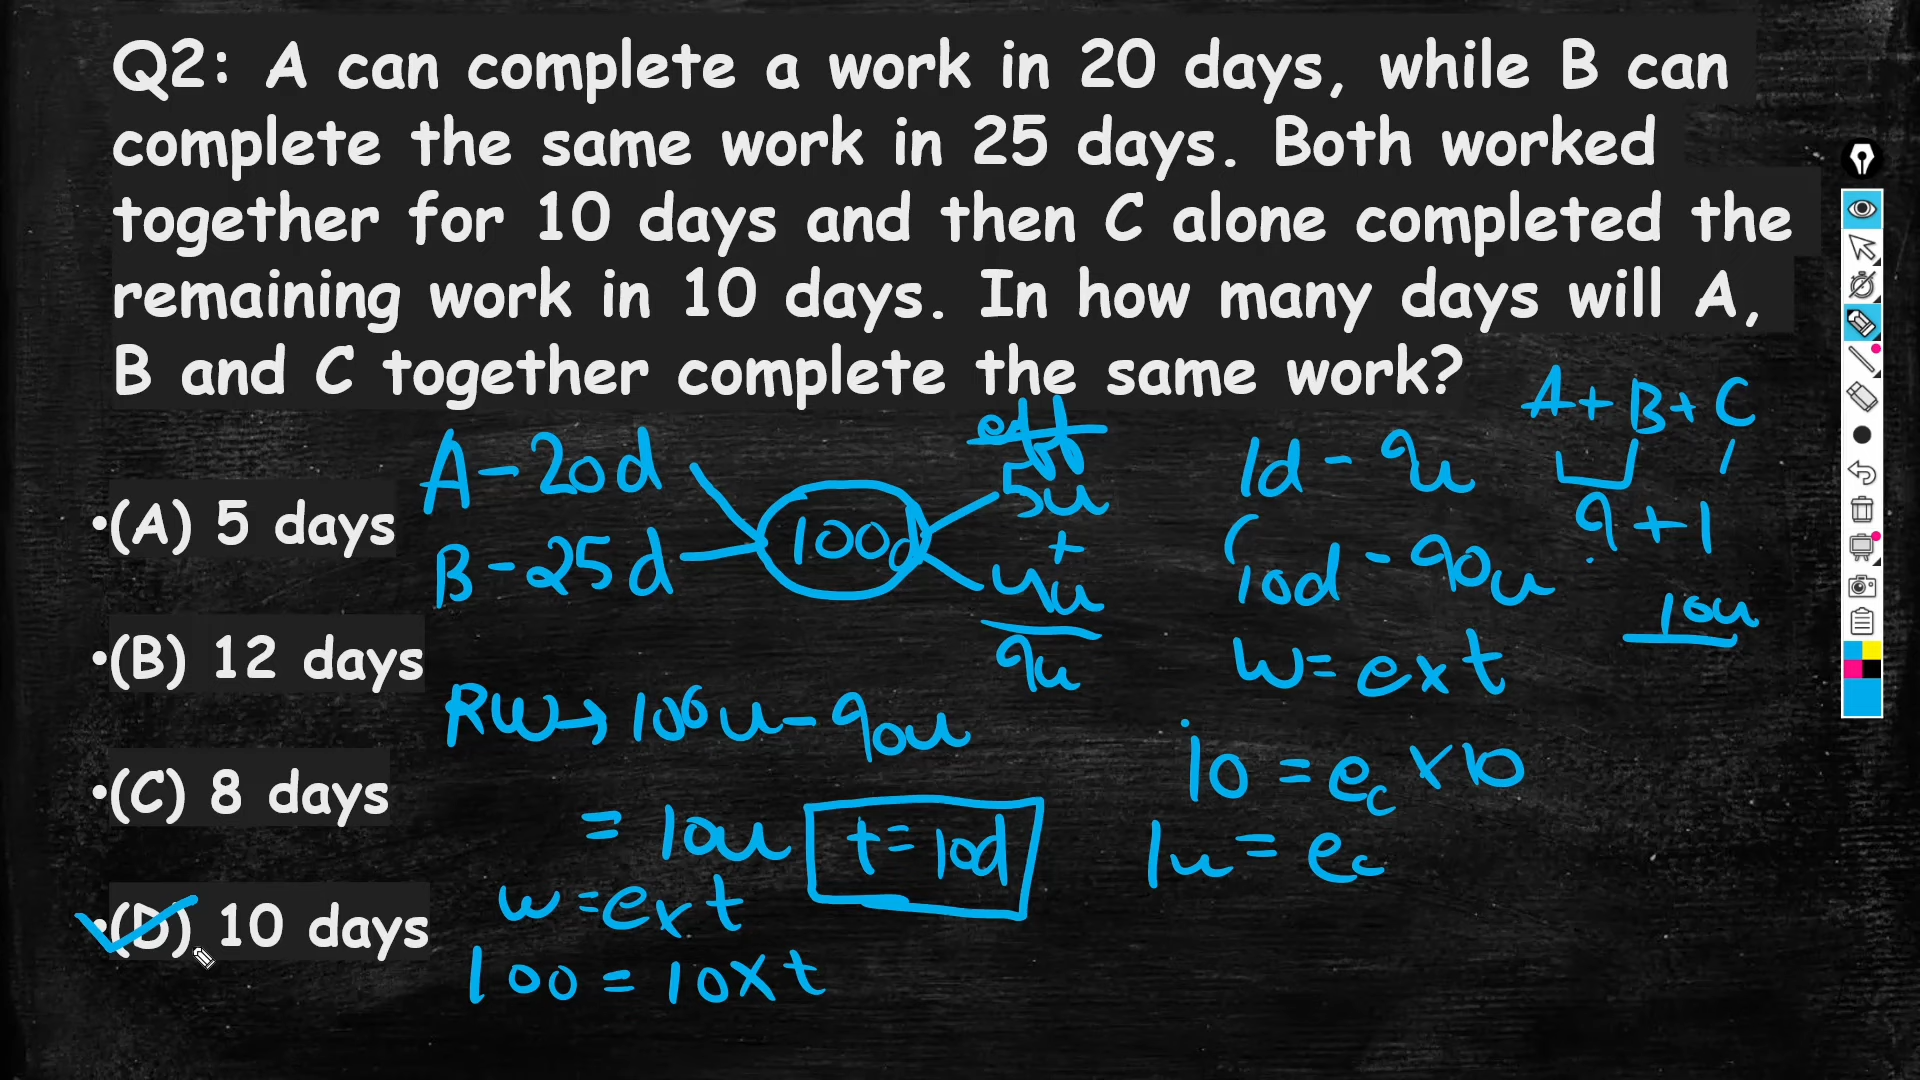 Q2: A can complete a work in 20 days, while B can
complete the same work in 25 days. Both worked
together for 10 days and then C alone completed the
remaining work in 10 days. In how many days will A,
B and C together complete the same work?
•(A) 5 days
•(B) 12 days
•(C) 8 days
•(D) 10 days
A-20d
B-25d
100d
eff
5u
+
4u
9u
RW→ 100u-90u
= 10u
w=ext
100=10xt
t=10d
1d - 9u
10d - 90u
W=ext
10 = ec x10
1u = ec
A+B+C
9+1
10u